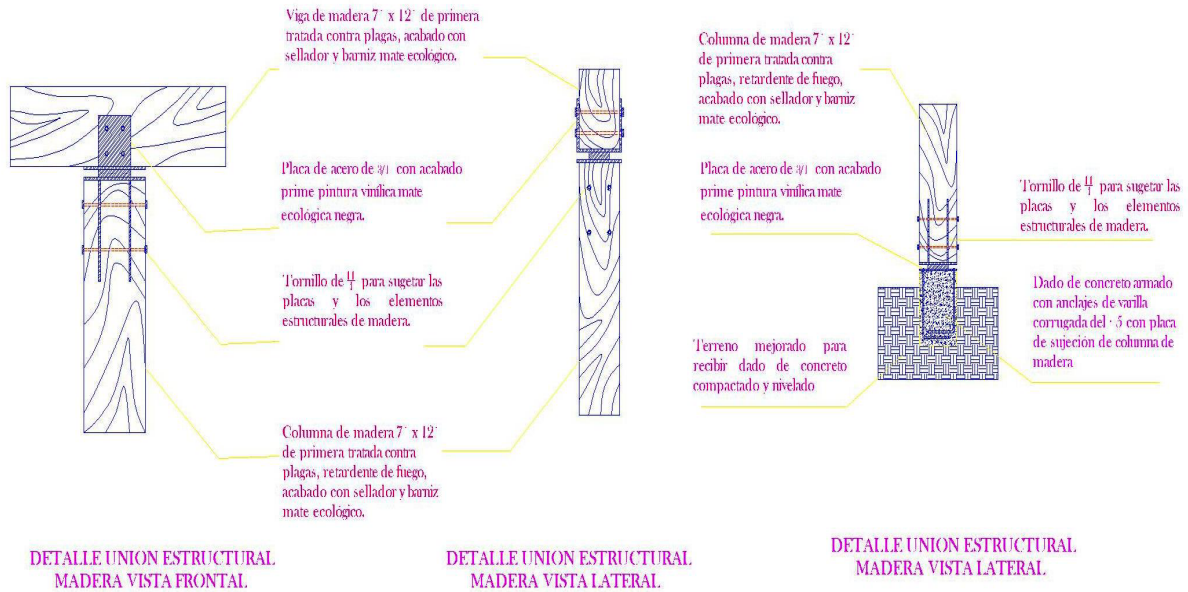 Viga de madera 7" x 12" de primera
tratada contra plagas, acabado con
sellador y barniz mate ecológico.
Placa de acero de 3/1 con acabado
prime pintura vinílica mate
ecológica negra.
Tornillo de para sugetar las
placas y los elementos
estructurales de madera.
Columna de madera 7" x 12"
de primera tratada contra
plagas, retardente de fuego,
acabado con sellador y barniz
mate ecológico.
DETALLE UNION ESTRUCTURAL
MADERA VISTA FRONTAL
DETALLE UNION ESTRUCTURAL
MADERA VISTA LATERAL
Columna de madera 7" x 12"
de primera tratada contra
plagas, retardente de fuego,
acabado con sellador y barniz
mate ecológico.
Placa de acero de 3/1 con acabado
prime pintura vinílica mate
ecológica negra.
Terreno mejorado para
recibir dado de concreto
compactado y nivelado
Tornillo de para sugetar las
placas y los elementos
estructurales de madera.
Dado de concreto armado
con anclajes de varilla
corrugada del 5 con placa
de sujeción de columna de
madera
DETALLE UNION ESTRUCTURAL
MADERA VISTA LATERAL